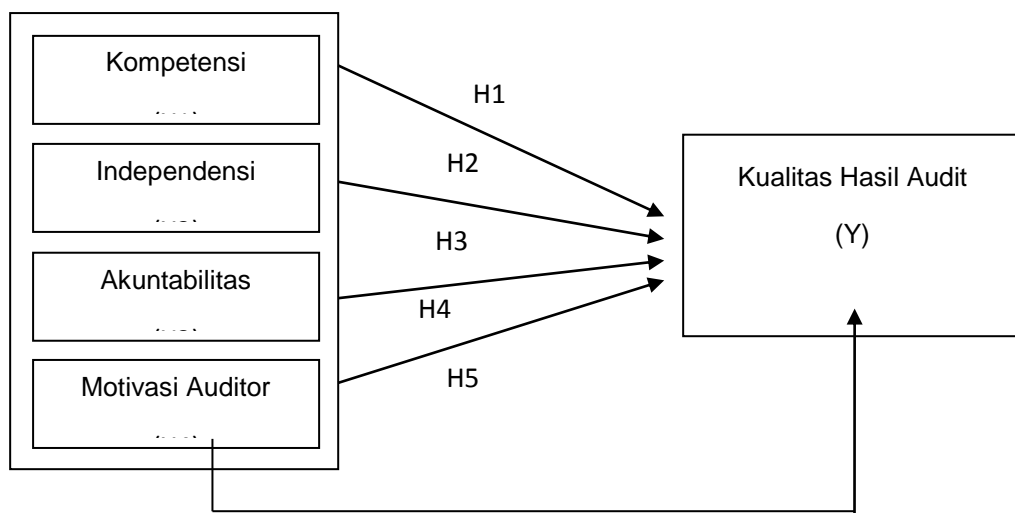 Kompetensi
Independensi
Akuntabilitas
Motivasi Auditor
H1
H2
H3
H4
H5
Kualitas Hasil Audit
(Y)